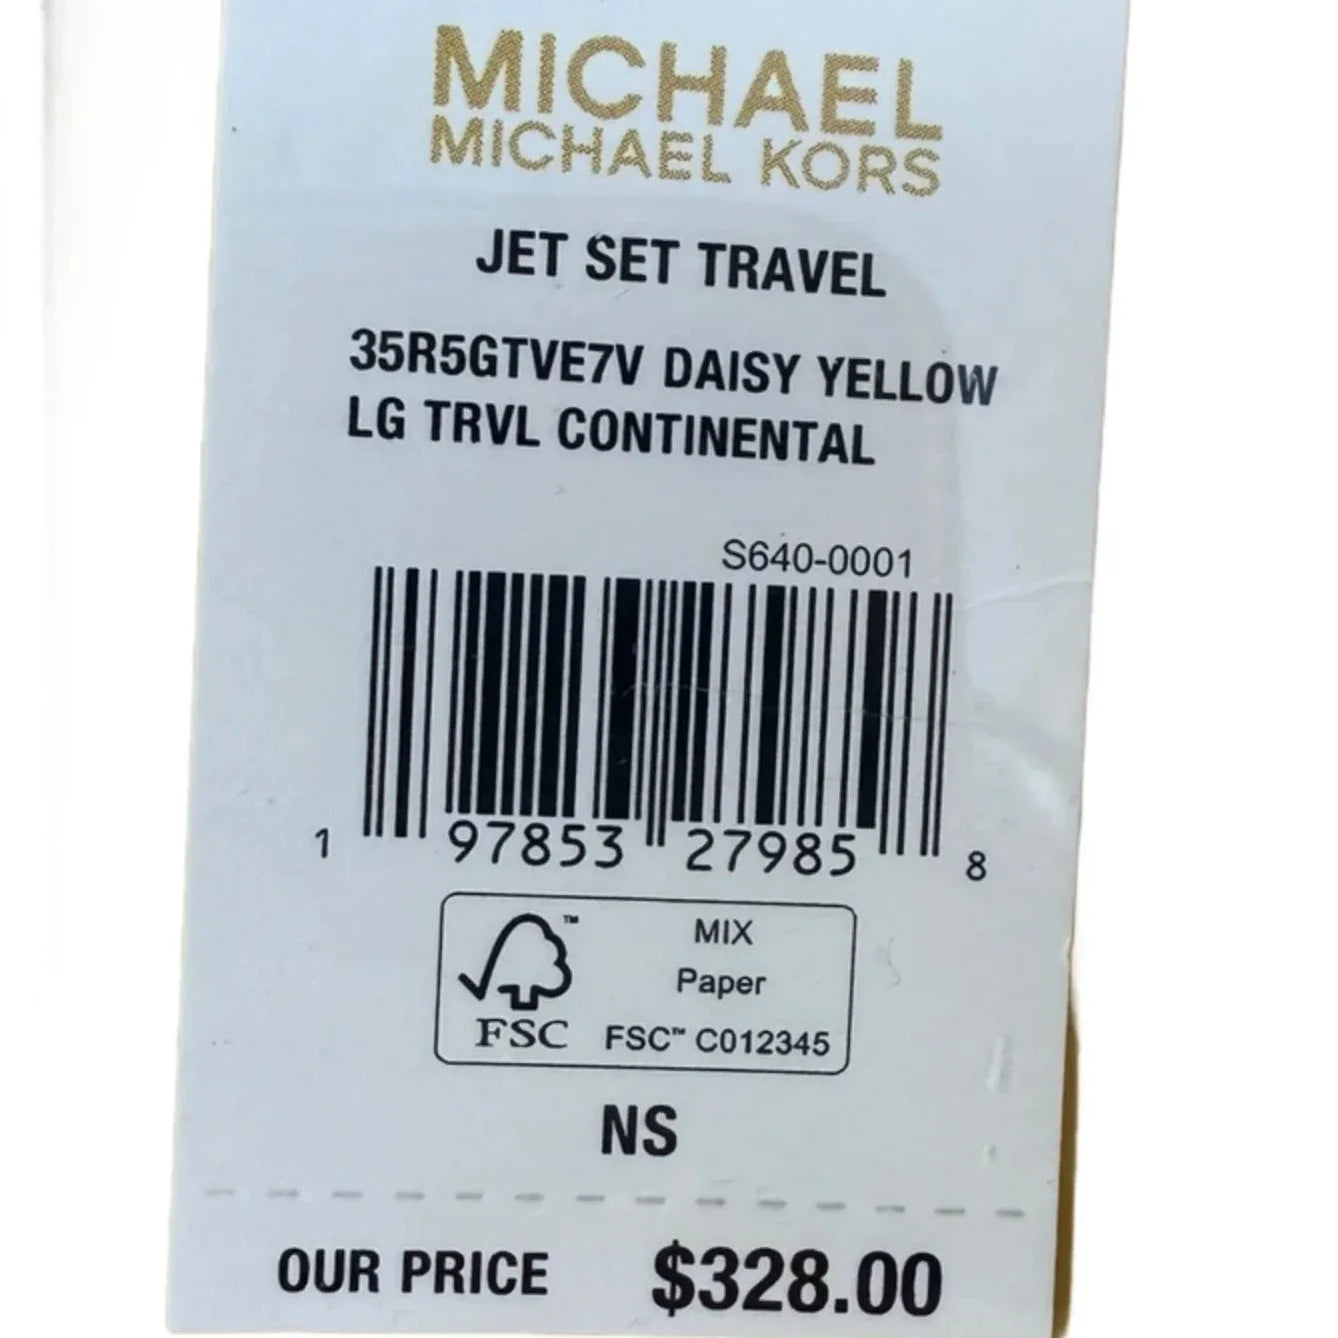 MICHAEL
MICHAEL KORS
JET SET TRAVEL
35R5GTVE7V DAISY YELLOW
LG TRVL CONTINENTAL
S640-0001
1 97853 27985 8
MIX
Paper
FSC™ C012345
™
FSC
NS
OUR PRICE $328.00